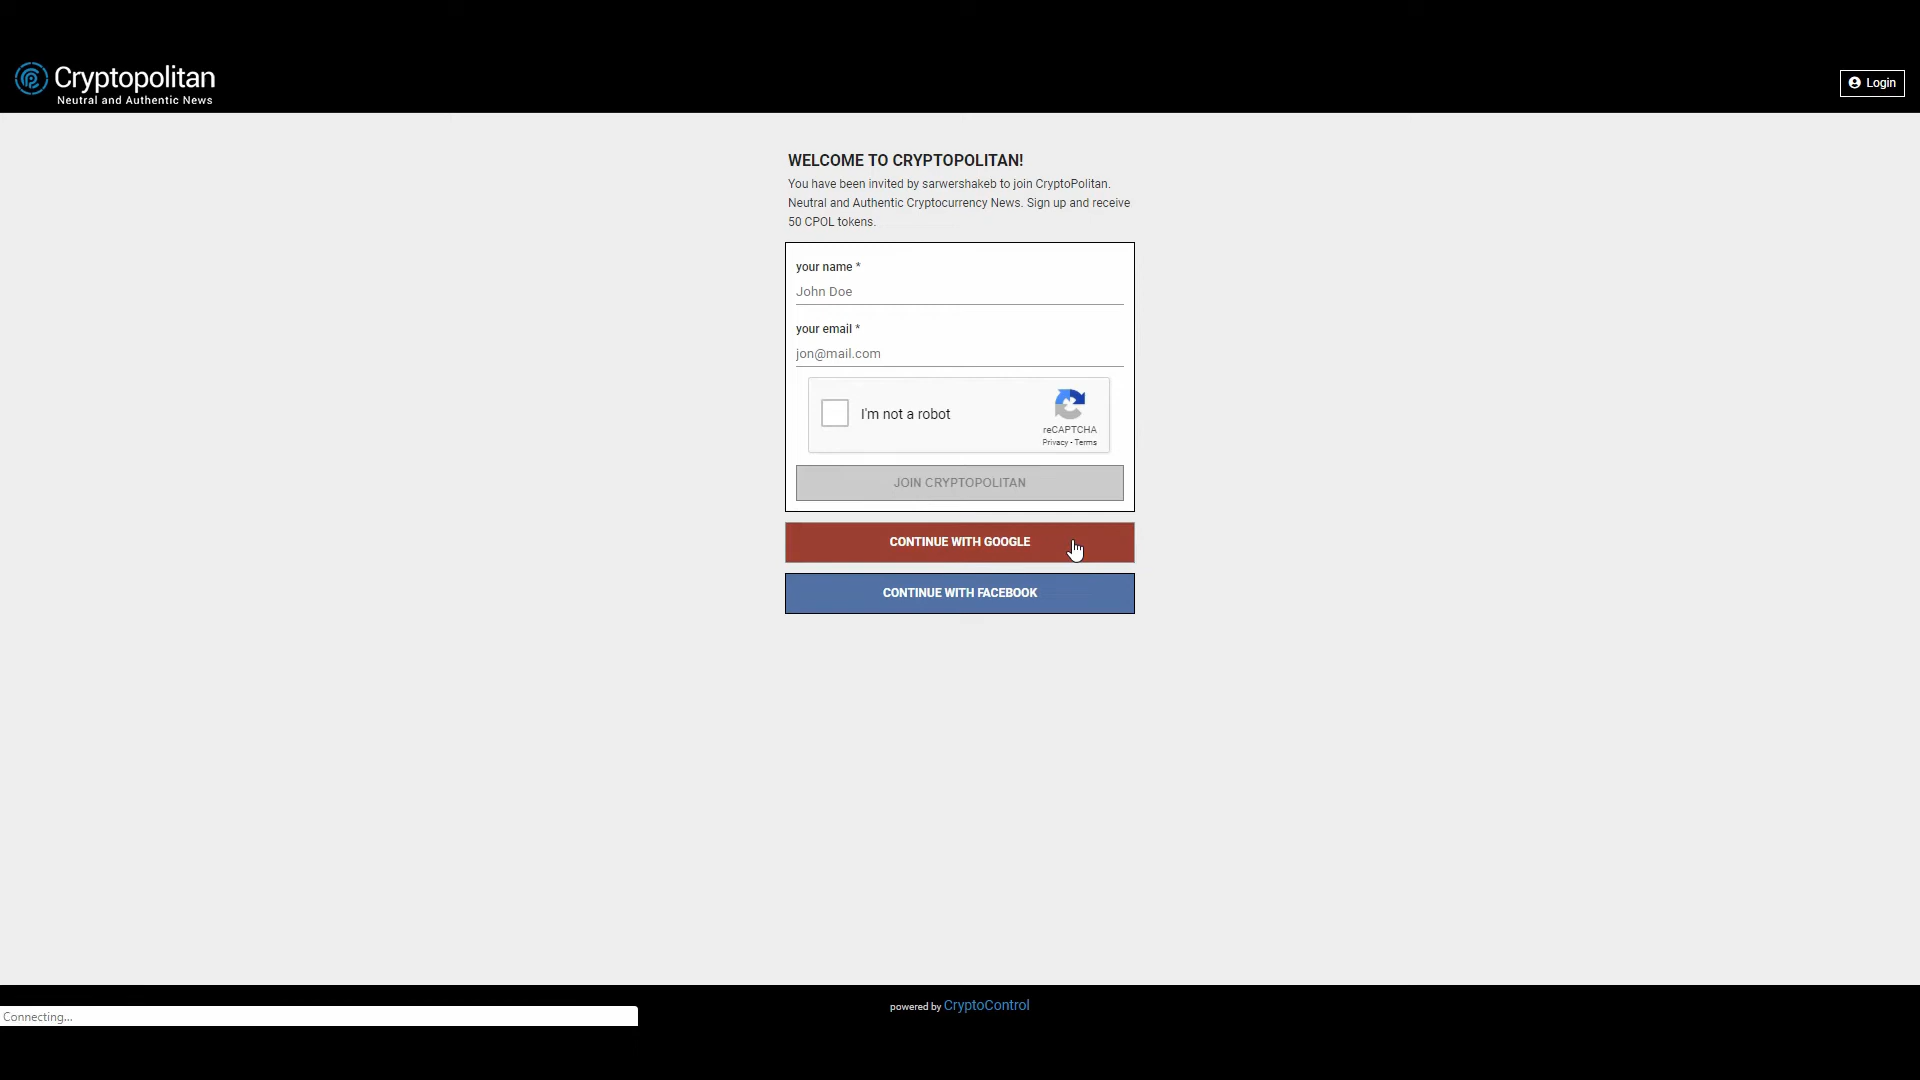 Cryptopolitan
Neutral and Authentic News
Login
WELCOME TO CRYPTOPOLITAN!
You have been invited by sarwershakeb to join CryptoPolitan.
Neutral and Authentic Cryptocurrency News. Sign up and receive
50 CPOL tokens.
your name *
John Doe
your email *
jon@mail.com
I'm not a robot
reCAPTCHA
Privacy - Terms
JOIN CRYPTOPOLITAN
CONTINUE WITH GOOGLE
CONTINUE WITH FACEBOOK
powered by CryptoControl
Connecting...